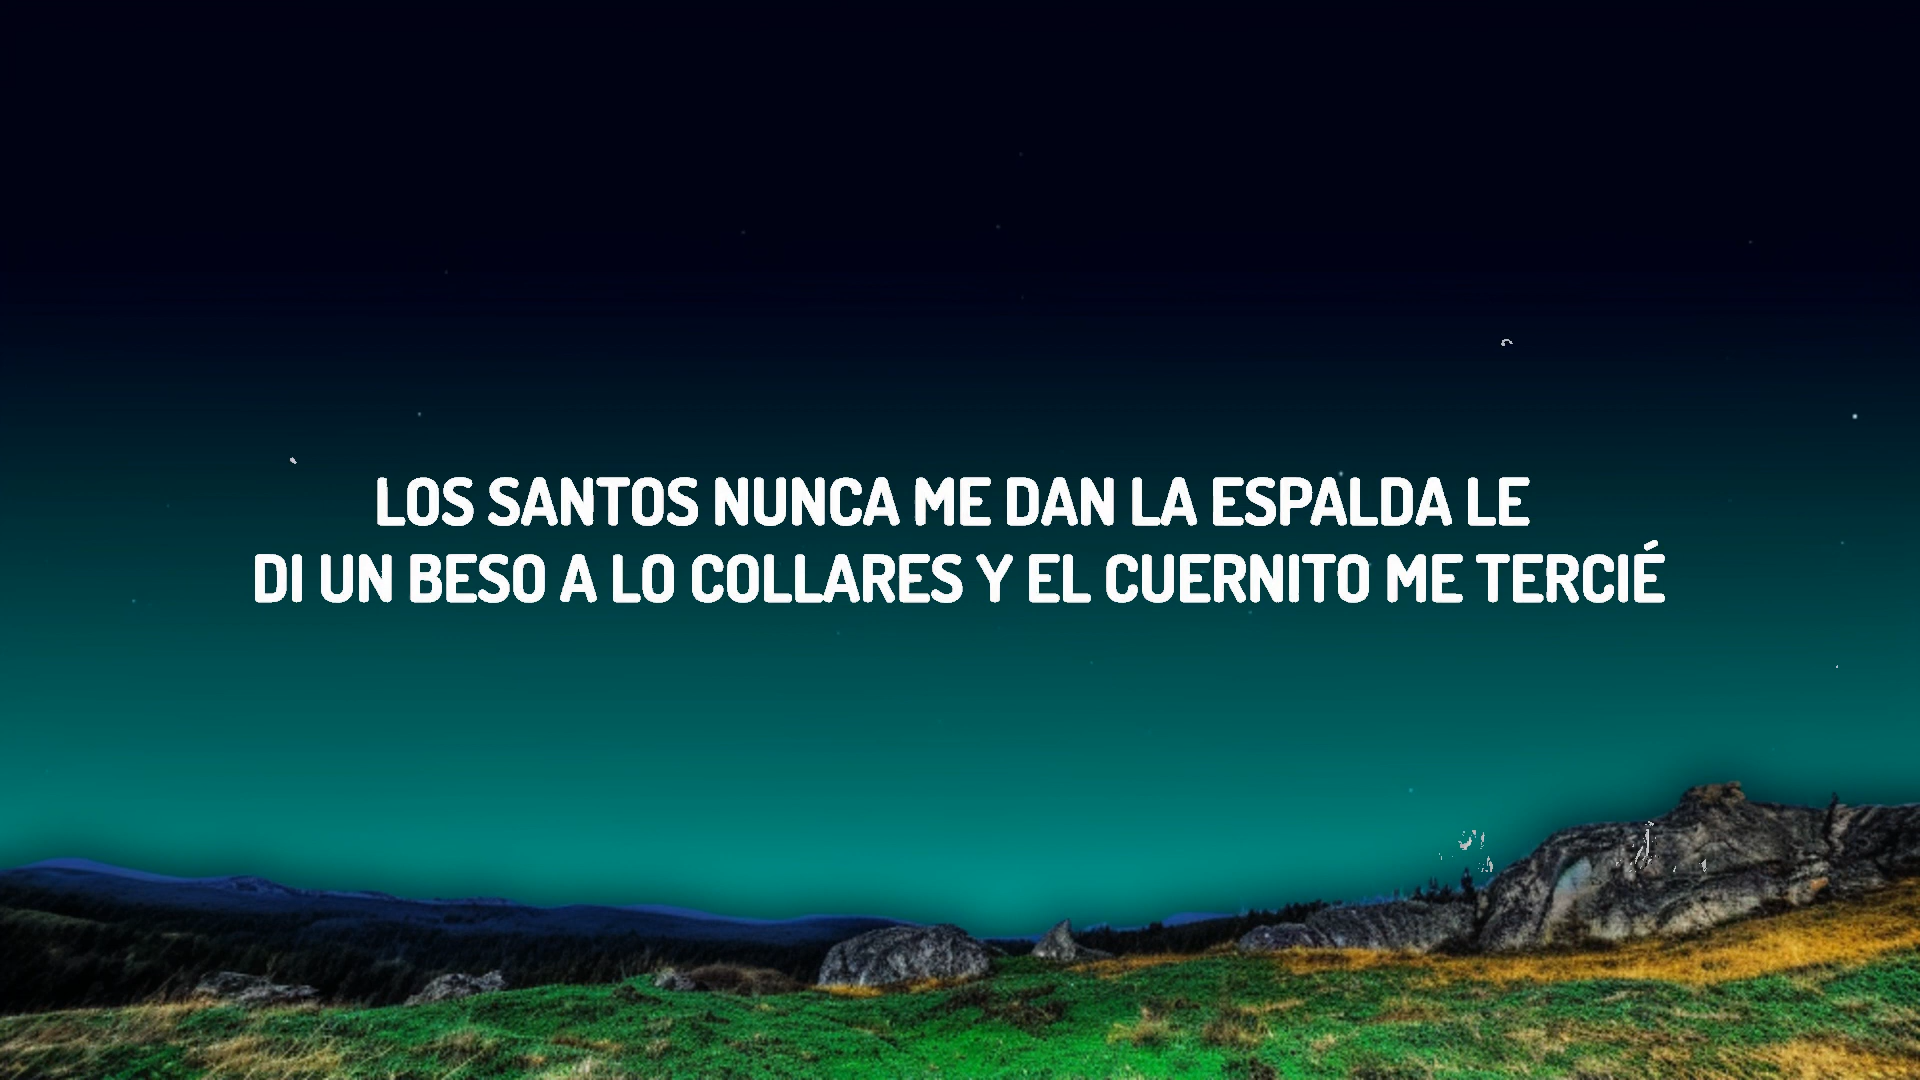 LOS SANTOS NUNCA ME DAN LA ESPALDA LE
DI UN BESO A LO COLLARES Y EL CUERNITO ME TERCIÉ